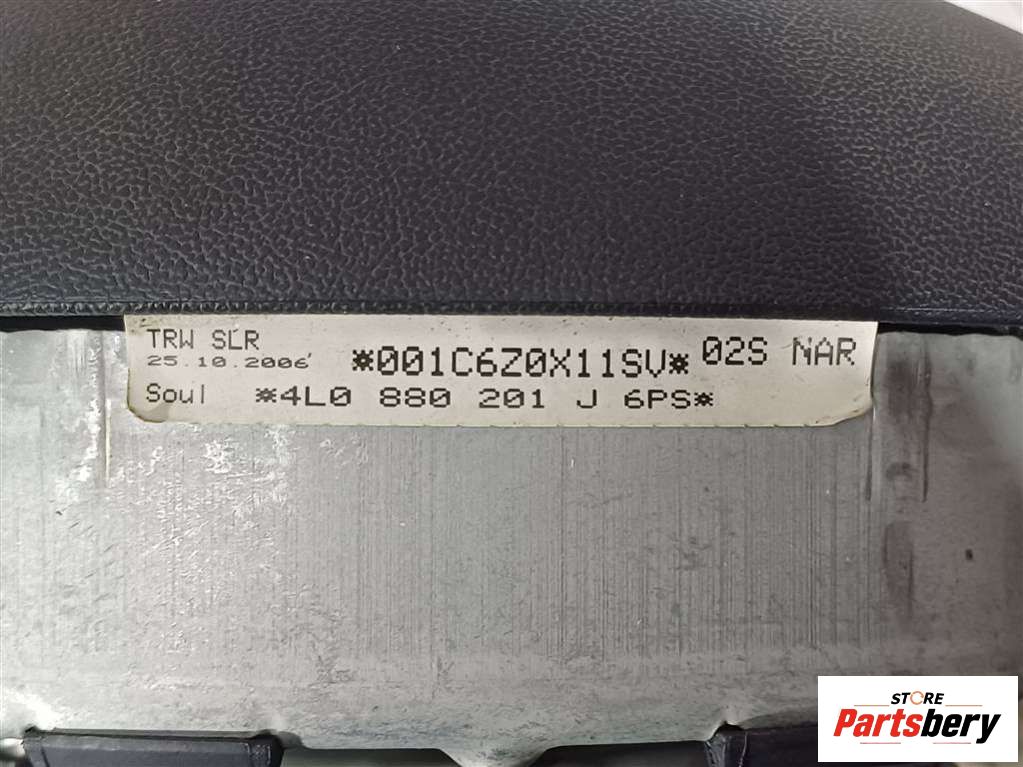 TRW SLR
25.10.2006
*001C6Z0X11SV*
02S NAR
Soul *4L0 880 201 J 6PS*
STORE
Partsbery